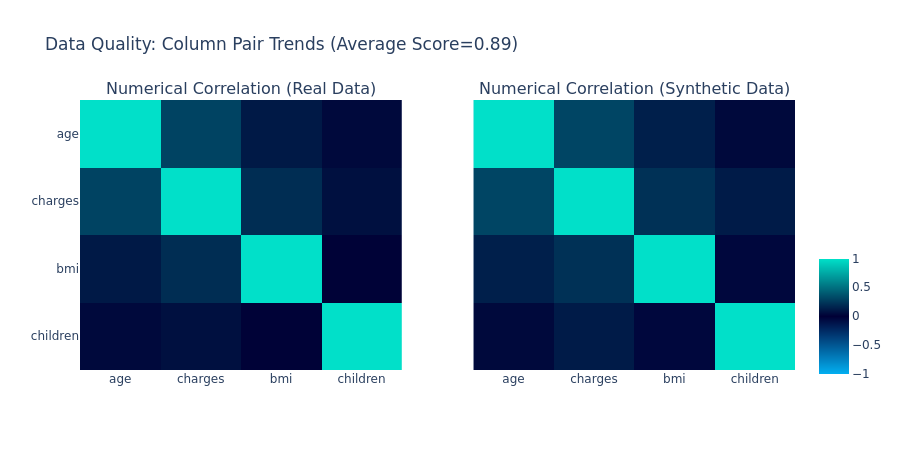 Data Quality: Column Pair Trends (Average Score=0.89)
Numerical Correlation (Real Data)
Numerical Correlation (Synthetic Data)
age
charges
bmi
children
age
charges
bmi
children
age
charges
bmi
children
1
0.5
0
−0.5
−1